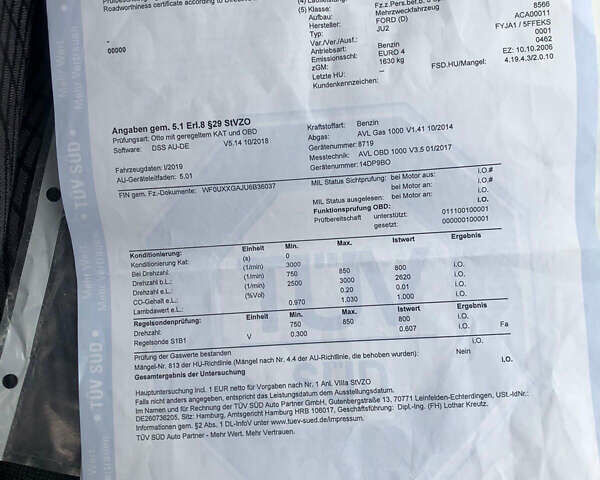 Roadworthiness certificate according to Directive
(5) Klasse: Fz.z.Pers.bef.b. 8566
Aufbau: Mehrzweckfahrzeug
Hersteller: FORD (D) ACA00011
Typ: JU2 FYJA1 / 5FFEKS
Var./Ver./Ausf.: 0001
Antriebsart: Benzin 0462
Emissionsschl: EURO 4 EZ: 10.10.2006
zGM: 1630 kg FSD.HU/Mangel: 4.19.4.3/2.0.10
Letzte HU: --
Kundenkennzeichen:
-
00000
Angaben gem. 5.1 Erl.8 §29 StVZO
Prüfungsart: Otto mit geregeltem KAT und OBD
Software: DSS AU-DE V5.14 10/2018
Kraftstoffart: Benzin
Abgas: AVL Gas 1000 V1.41 10/2014
Gerätenummer: 8719
Messtechnik: AVL OBD 1000 V3.5 01/2017
Gerätenummer: 14DP9BO
Fahrzeugdaten: I/2019
AU-Geräteleitfaden: 5.01
FIN gem. Fz.-Dokumente: WF0UXXGAJU6B36037
MIL Status Sichtprüfung: bei Motor aus: i.O.#
bei Motor an: i.O.#
MIL Status ausgelesen: bei Motor an: i.O.
Funktionsprüfung OBD: i.O.
Prüfbereitschaft unterstützt: 011100100001
gesetzt: 000000100001
Konditionierung: Einheit Min. Max. Istwert Ergebnis
Konditionierung Kat: (s) 0
Bei Drehzahl: (1/min) 3000
Drehzahl b.L.: (1/min) 750 850 800 i.O.
Drehzahl e.L.: (1/min) 2500 3000 2620 i.O.
CO-Gehalt e.L.: (%Vol) 0.20 0.01 i.O.
Lambdawert e.L.: 0.970 1.030 1.000 i.O.
Regelsondenprüfung: Einheit Min. Max. Istwert Ergebnis
Drehzahl: 750 850 800 i.O.
Regelsonde S1B1 V 0.300 0.607 i.O. Fa
Prüfung der Gaswerte bestanden i.O.
Mängel-Nr. 813 der HU-Richtlinie (Mängel nach Nr. 4.4 der AU-Richtlinie, die behoben wurden): Nein
Gesamtergebnis der Untersuchung i.O.
Hauptuntersuchung incl. 1 EUR netto für Vorgaben nach Nr. 1 Anl. VIIIa StVZO
Falls nicht anders angegeben, entspricht das Leistungsdatum dem Ausstellungsdatum.
Im Namen und für Rechnung der TÜV SÜD Auto Partner GmbH, Gutenbergstraße 13, 70771 Leinfelden-Echterdingen, USt.-IdNr.:
DE260738205. Sitz: Hamburg, Amtsgericht Hamburg HRB 106017, Geschäftsführung: Dipl.-Ing. (FH) Lothar Kreutz.
Informationen gem. §2 Abs. 1 DL-InfoV unter www.tuev-sued.de/impressum.
TÜV SÜD Auto Partner - Mehr Wert. Mehr Vertrauen.
Mehr Vertrauen.
TÜV SÜD
TÜV SÜD
TÜV
SÜD